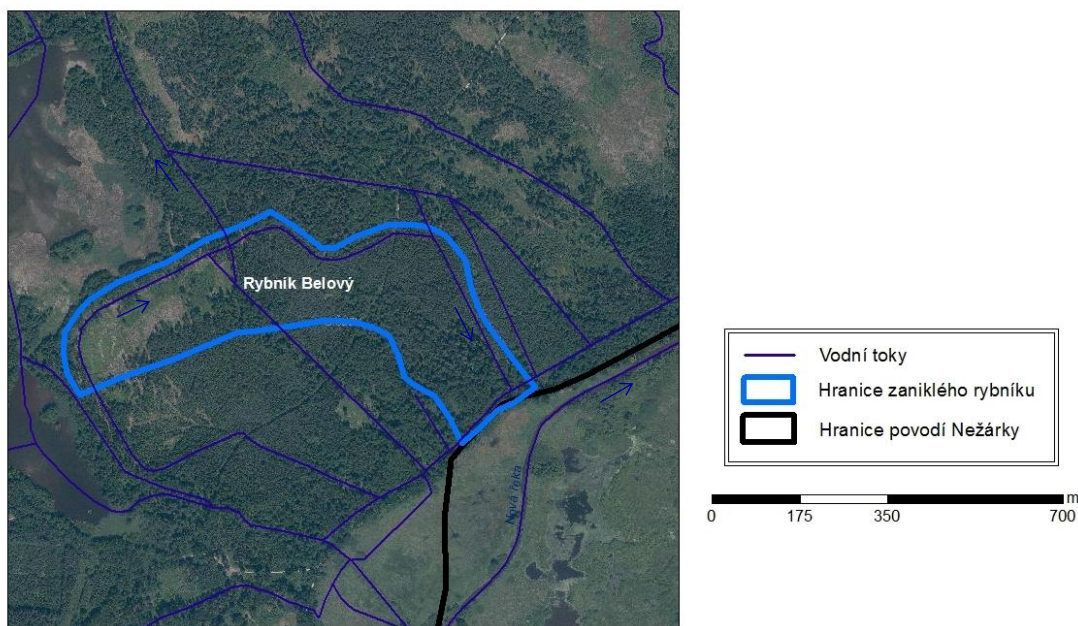 Rybník Belový
Nová řeka
Vodní toky
Hranice zaniklého rybníku
Hranice povodí Nežárky
m
0 175 350 700